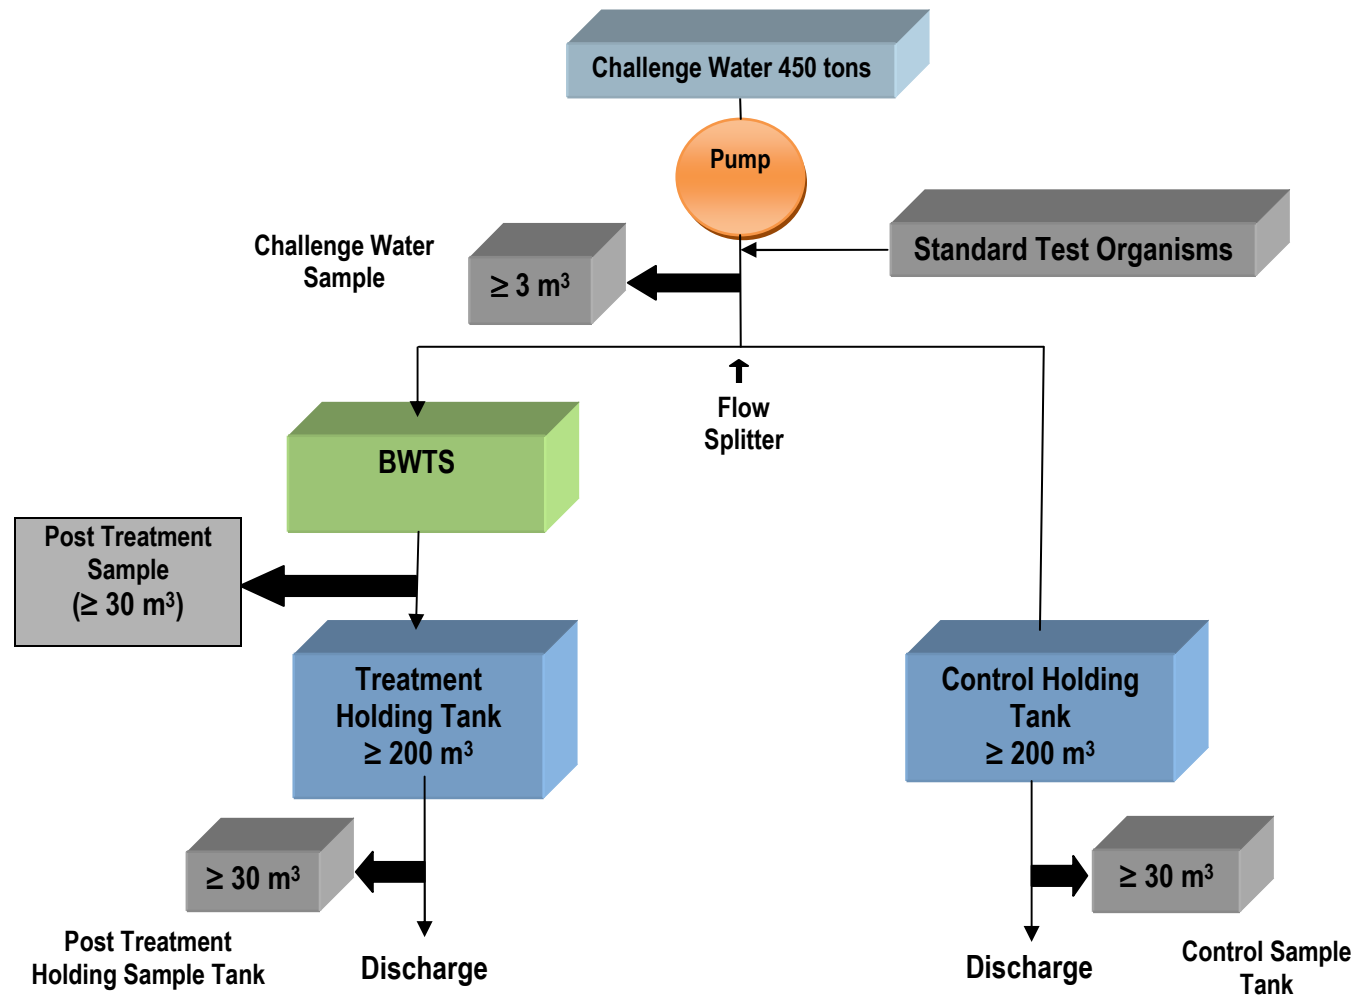 Challenge Water 450 tons
Pump
Challenge Water
Sample
≥ 3 m³
Standard Test Organisms
Flow
Splitter
BWTS
Post Treatment
Sample
(≥ 30 m³)
Treatment
Holding Tank
≥ 200 m³
Control Holding
Tank
≥ 200 m³
≥ 30 m³
≥ 30 m³
Post Treatment
Holding Sample Tank
Discharge
Discharge
Control Sample
Tank